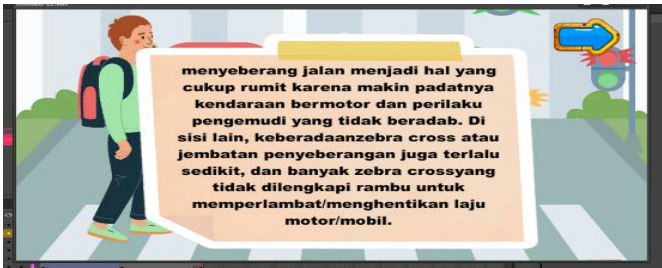 menyeberang jalan menjadi hal yang
cukup rumit karena makin padatnya
kendaraan bermotor dan perilaku
pengemudi yang tidak beradab. Di
sisi lain, keberadaanzebra cross atau
jembatan penyeberangan juga terlalu
sedikit, dan banyak zebra crossyang
tidak dilengkapi rambu untuk
memperlambat/menghentikan laju
motor/mobil.